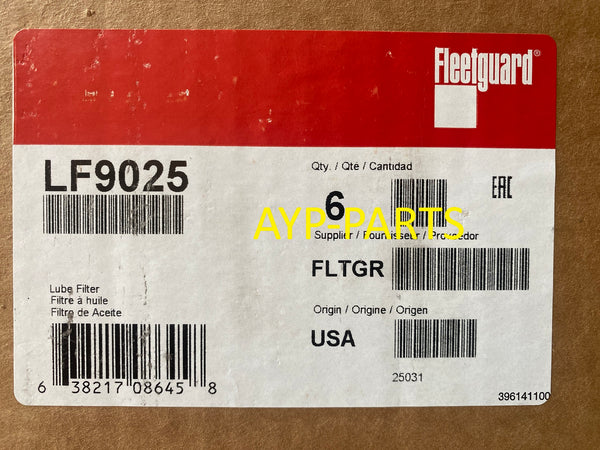 Fleetguard®
LF9025
Qty. / Qté / Cantidad
6
EAC
AYP-PARTS
Supplier / Fournisseur / Proveedor
FLTGR
Lube Filter
Filtre à huile
Filtro de Aceite
Origin / Origine / Origen
USA
25031
6 38217 08645 8
396141100